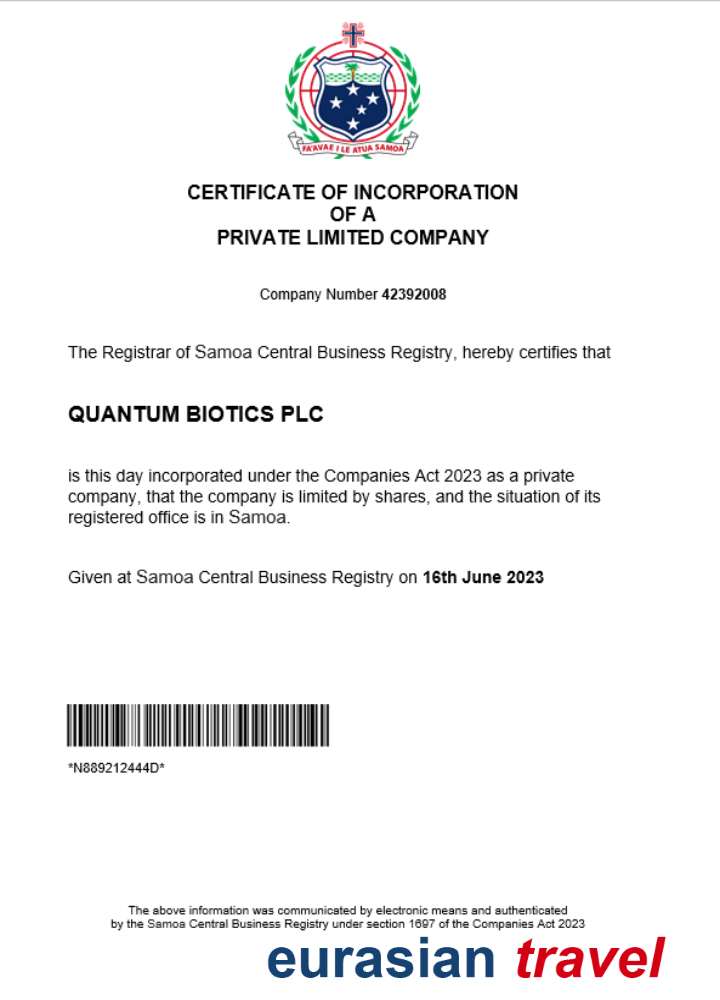 FA'AVAE I LE ATUA SAMOA
CERTIFICATE OF INCORPORATION
OF A
PRIVATE LIMITED COMPANY
Company Number 42392008
The Registrar of Samoa Central Business Registry, hereby certifies that
QUANTUM BIOTICS PLC
is this day incorporated under the Companies Act 2023 as a private
company, that the company is limited by shares, and the situation of its
registered office is in Samoa.
Given at Samoa Central Business Registry on 16th June 2023
*N889212444D*
The above information was communicated by electronic means and authenticated
by the Samoa Central Business Registry under section 1697 of the Companies Act 2023
eurasian travel